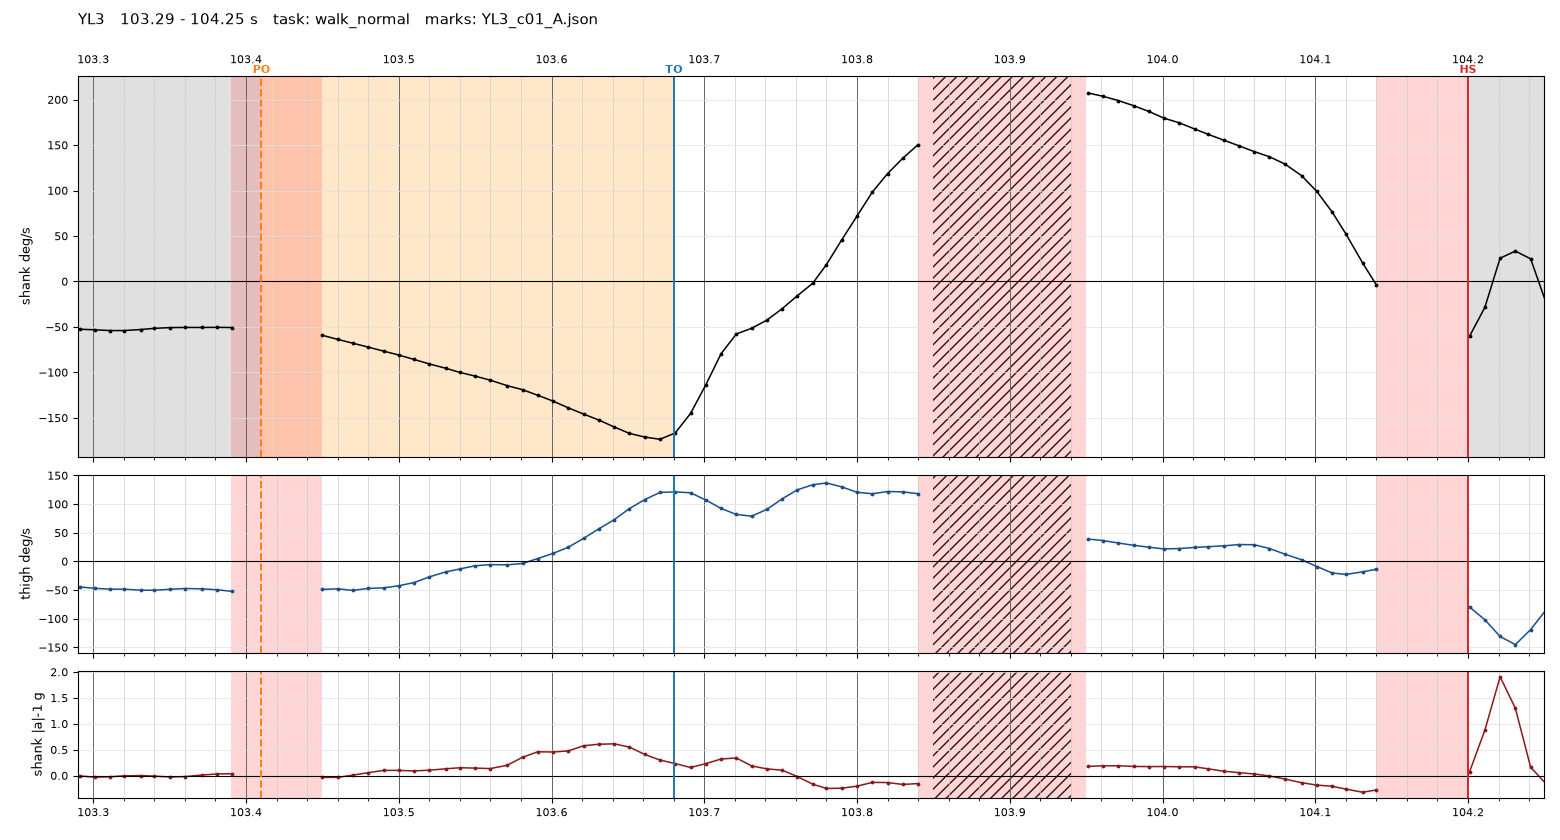 YL3   103.29 - 104.25 s   task: walk_normal   marks: YL3_c01_A.json
103.3 103.4 103.5 103.6 103.7 103.8 103.9 104.0 104.1 104.2
PO TO HS
shank deg/s
200
150
100
50
0
−50
−100
−150
thigh deg/s
150
100
50
0
−50
−100
−150
shank |a|-1 g
2.0
1.5
1.0
0.5
0.0
103.3 103.4 103.5 103.6 103.7 103.8 103.9 104.0 104.1 104.2